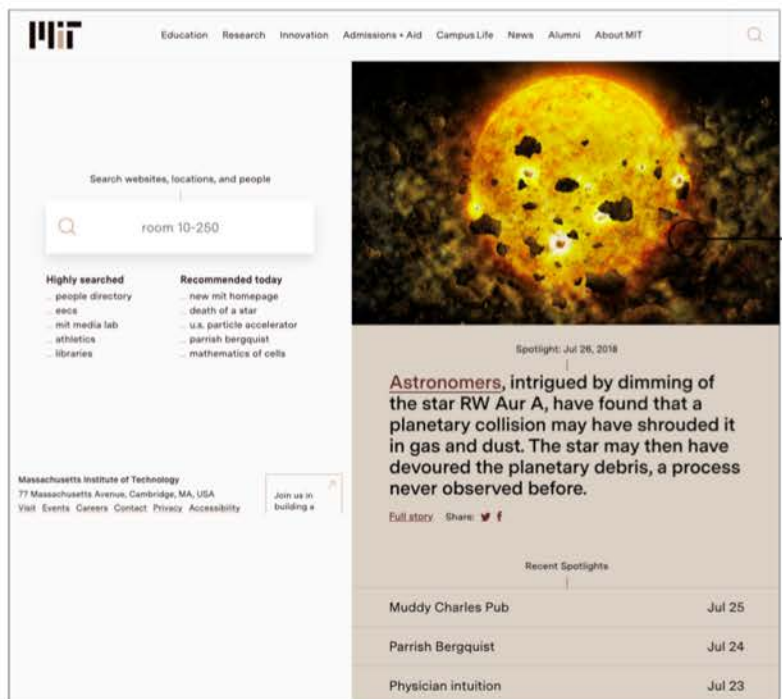 MiT
Education Research Innovation Admissions + Aid Campus Life News Alumni About MIT
Search websites, locations, and people
room 10-250
Highly searched
... people directory
... eecs
... mit media lab
... athletics
... libraries
Recommended today
... new mit homepage
... death of a star
... u.s. particle accelerator
... parrish bergquist
... mathematics of cells
Massachusetts Institute of Technology
77 Massachusetts Avenue, Cambridge, MA, USA
Visit Events Careers Contact Privacy Accessibility
Join us in
building a
Spotlight: Jul 26, 2018
Astronomers, intrigued by dimming of
the star RW Aur A, have found that a
planetary collision may have shrouded it
in gas and dust. The star may then have
devoured the planetary debris, a process
never observed before.
Full story Share:
Recent Spotlights
Muddy Charles Pub Jul 25
Parrish Bergquist Jul 24
Physician intuition Jul 23